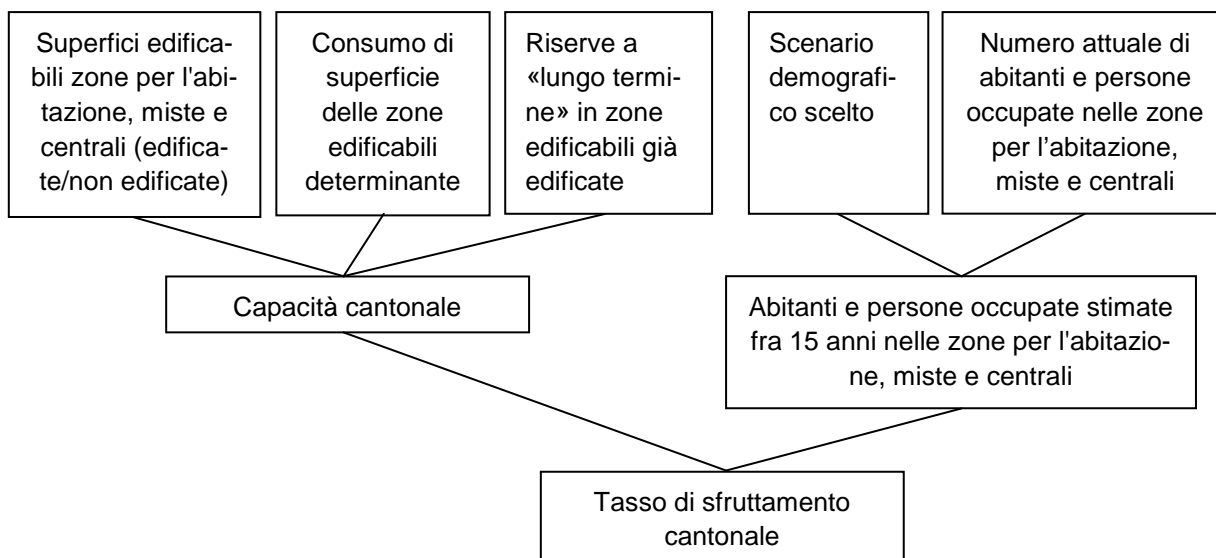 Superfici edifica-
bili zone per l'abi-
tazione, miste e
centrali (edifica-
te/non edificate)
Consumo di
superficie
delle zone
edificabili
determinante
Riserve a
«lungo termi-
ne» in zone
edificabili già
edificate
Scenario
demografi-
co scelto
Numero attuale di
abitanti e persone
occupate nelle zone
per l’abitazione,
miste e centrali
Capacità cantonale
Abitanti e persone occupate stimate
fra 15 anni nelle zone per l'abitazio-
ne, miste e centrali
Tasso di sfruttamento
cantonale